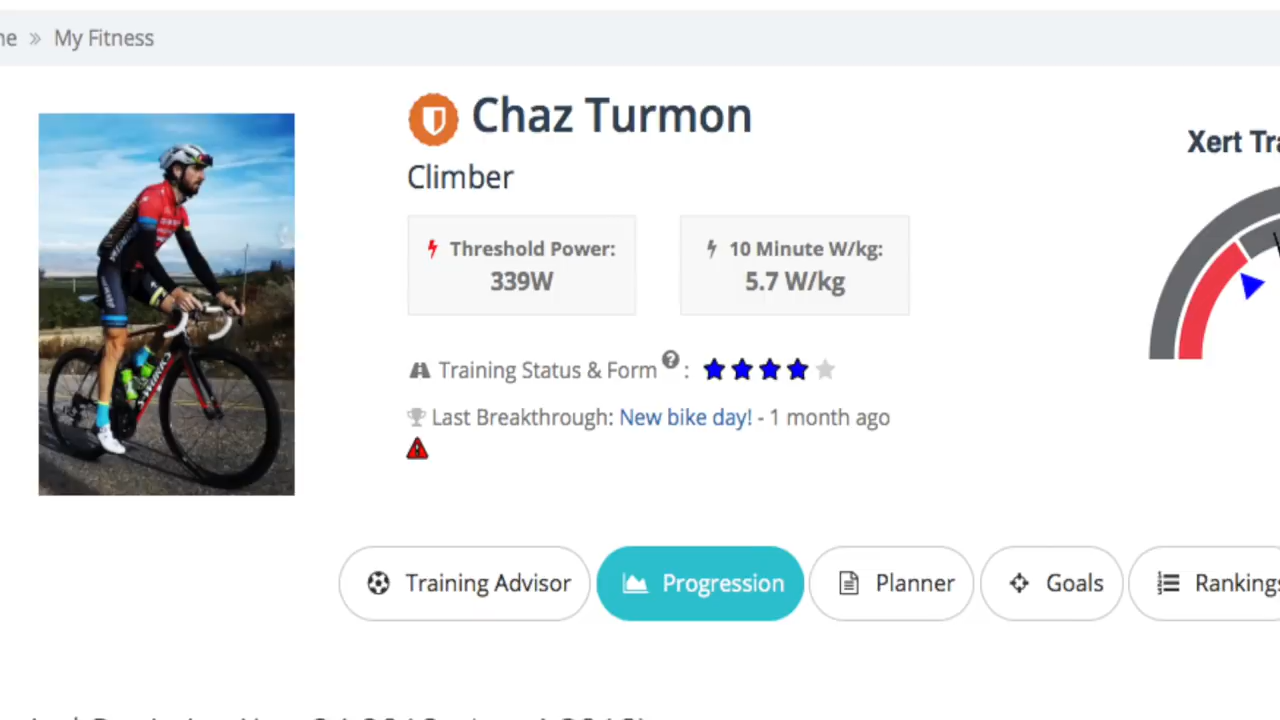 ne » My Fitness
Chaz Turmon
Climber
Threshold Power:
339W
10 Minute W/kg:
5.7 W/kg
Training Status & Form ? :
Last Breakthrough: New bike day! - 1 month ago
Xert Tra
Training Advisor
Progression
Planner
Goals
Rankings